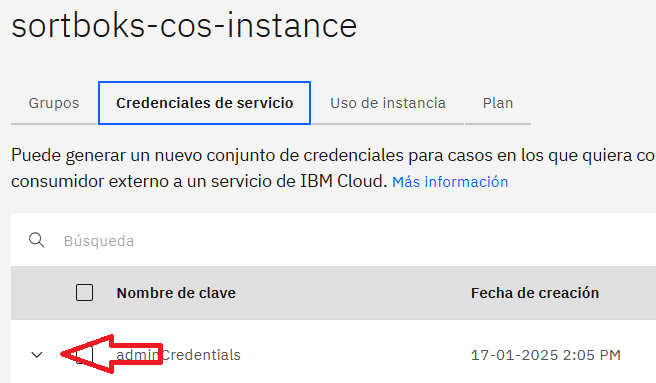 sortboks-cos-instance
Grupos Credenciales de servicio Uso de instancia Plan
Puede generar un nuevo conjunto de credenciales para casos en los que quiera co
consumidor externo a un servicio de IBM Cloud. Más información
Búsqueda
Nombre de clave Fecha de creación
adminCredentials 17-01-2025 2:05 PM